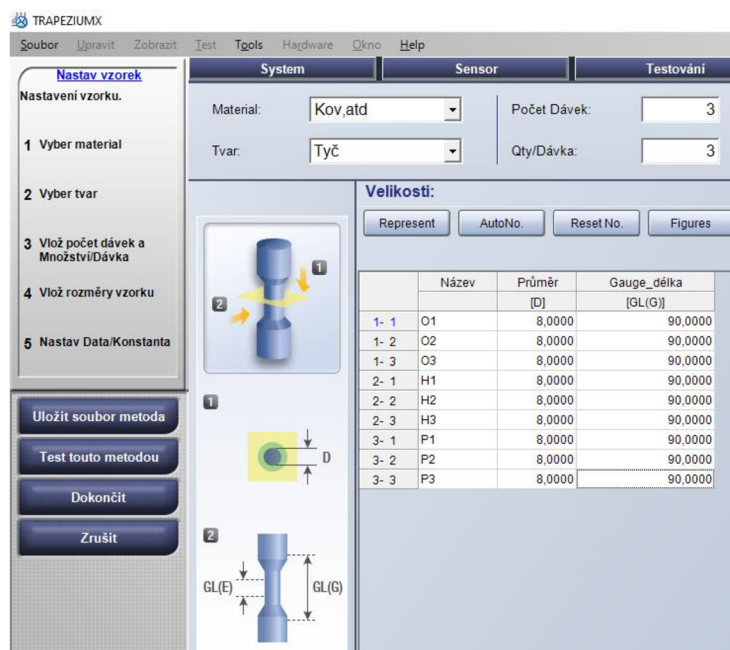 TRAPEZIUMX
Soubor Upravit Zobrazit Test Tgols Hardware Okno Help
Nastav vzorek
Nastavení vzorku.
1 Vyber material
2 Vyber tvar
3 Vlož počet dávek a
Množství/Dávka
4 Vlož rozměry vzorku
5 Nastav Data/Konstanta
Uložit soubor metoda
Test touto metodou
Dokončit
Zrušit
System Sensor Testování
Material: Kov,atd Počet Dávek: 3
Tvar: Tyč Qty/Dávka: 3
1
2
1
D
2
GL(E) GL(G)
Velikosti:
Represent AutoNo. Reset No. Figures
Název Průměr Gauge_délka
[D] [GL(G)]
1- 1 O1 8,0000 90,0000
1- 2 O2 8,0000 90,0000
1- 3 O3 8,0000 90,0000
2- 1 H1 8,0000 90,0000
2- 2 H2 8,0000 90,0000
2- 3 H3 8,0000 90,0000
3- 1 P1 8,0000 90,0000
3- 2 P2 8,0000 90,0000
3- 3 P3 8,0000 90,0000